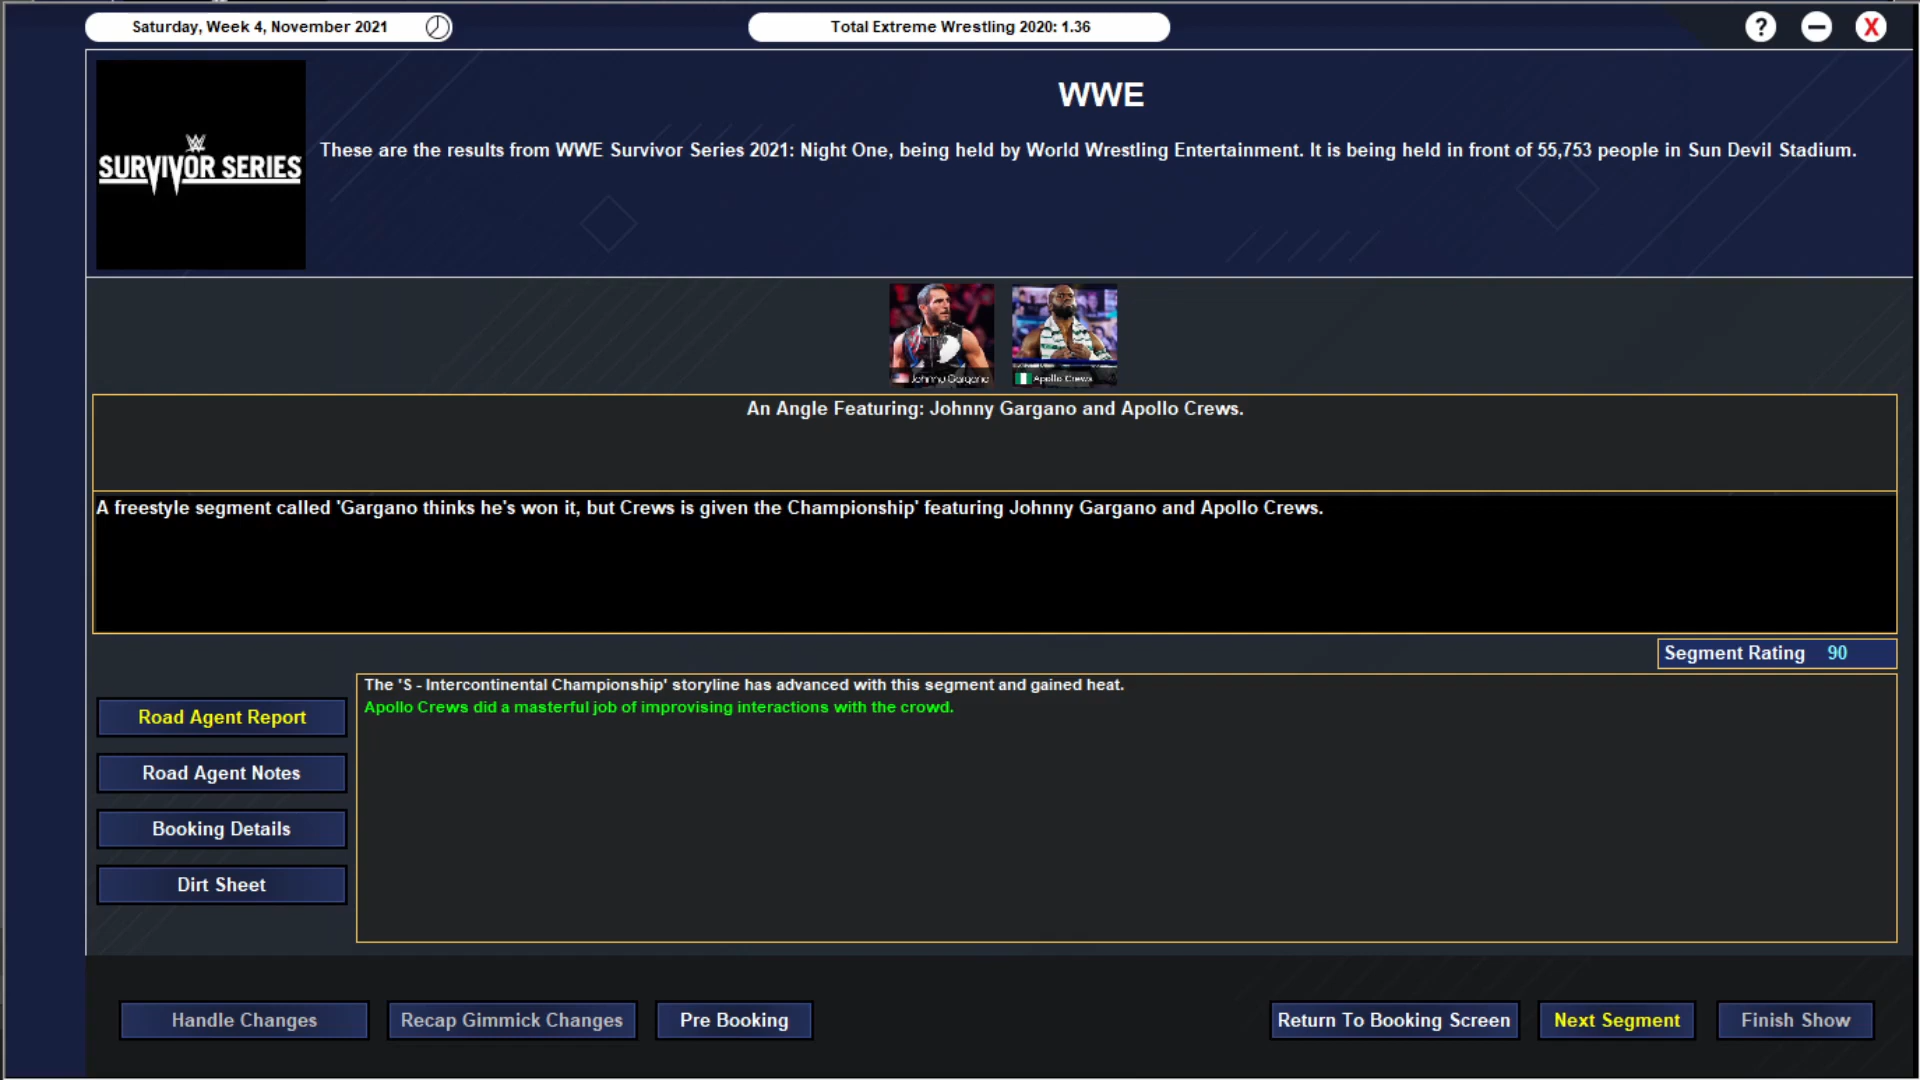 Saturday, Week 4, November 2021
Total Extreme Wrestling 2020: 1.36
?
X
WWE
W
SURVIVOR SERIES
These are the results from WWE Survivor Series 2021: Night One, being held by World Wrestling Entertainment. It is being held in front of 55,753 people in Sun Devil Stadium.
Johnny Gargano
Apollo Crews
An Angle Featuring: Johnny Gargano and Apollo Crews.
A freestyle segment called 'Gargano thinks he's won it, but Crews is given the Championship' featuring Johnny Gargano and Apollo Crews.
Segment Rating 90
The 'S - Intercontinental Championship' storyline has advanced with this segment and gained heat.
Apollo Crews did a masterful job of improvising interactions with the crowd.
Road Agent Report
Road Agent Notes
Booking Details
Dirt Sheet
Handle Changes
Recap Gimmick Changes
Pre Booking
Return To Booking Screen
Next Segment
Finish Show